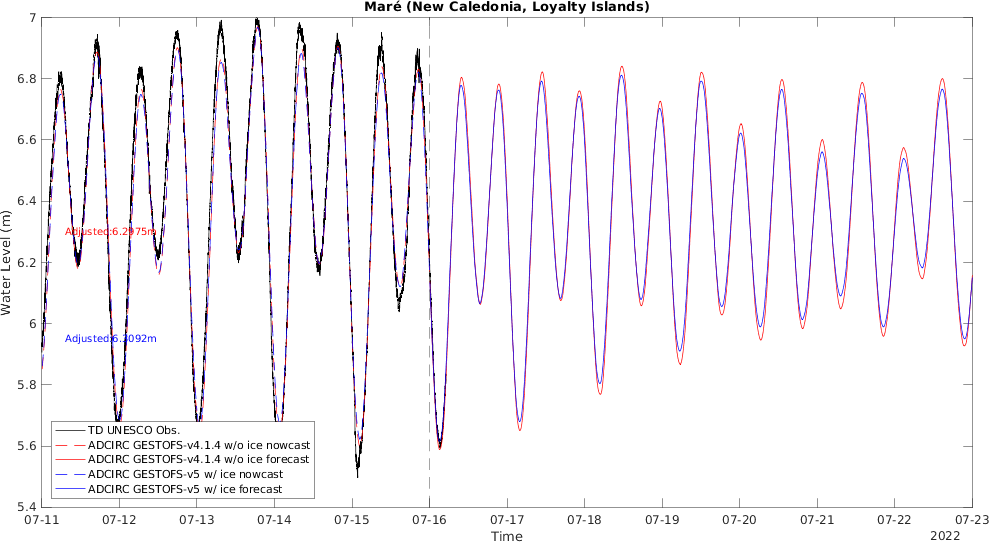 Maré (New Caledonia, Loyalty Islands)
7
6.8
6.6
6.4
6.2
6
5.8
5.6
5.4
Water Level (m)
Adjusted:6.2975m
Adjusted:6.3092m
TD UNESCO Obs.
ADCIRC GESTOFS-v4.1.4 w/o ice nowcast
ADCIRC GESTOFS-v4.1.4 w/o ice forecast
ADCIRC GESTOFS-v5 w/ ice nowcast
ADCIRC GESTOFS-v5 w/ ice forecast
07-11 07-12 07-13 07-14 07-15 07-16 07-17 07-18 07-19 07-20 07-21 07-22 07-23
Time
2022